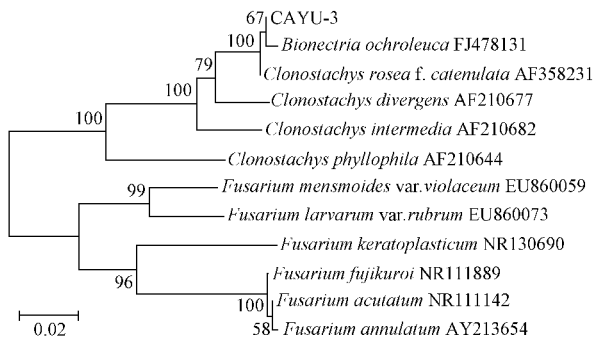 67 CAYU-3
100 Bionectria ochroleuca FJ478131
79 Clonostachys rosea f. catenulata AF358231
100 Clonostachys divergens AF210677
100 Clonostachys intermedia AF210682
Clonostachys phyllophila AF210644
99 Fusarium mensmoides var.violaceum EU860059
Fusarium larvarum var.rubrum EU860073
Fusarium keratoplasticum NR130690
96 Fusarium fujikuroi NR111889
100 Fusarium acutatum NR111142
58 Fusarium annulatum AY213654
0.02